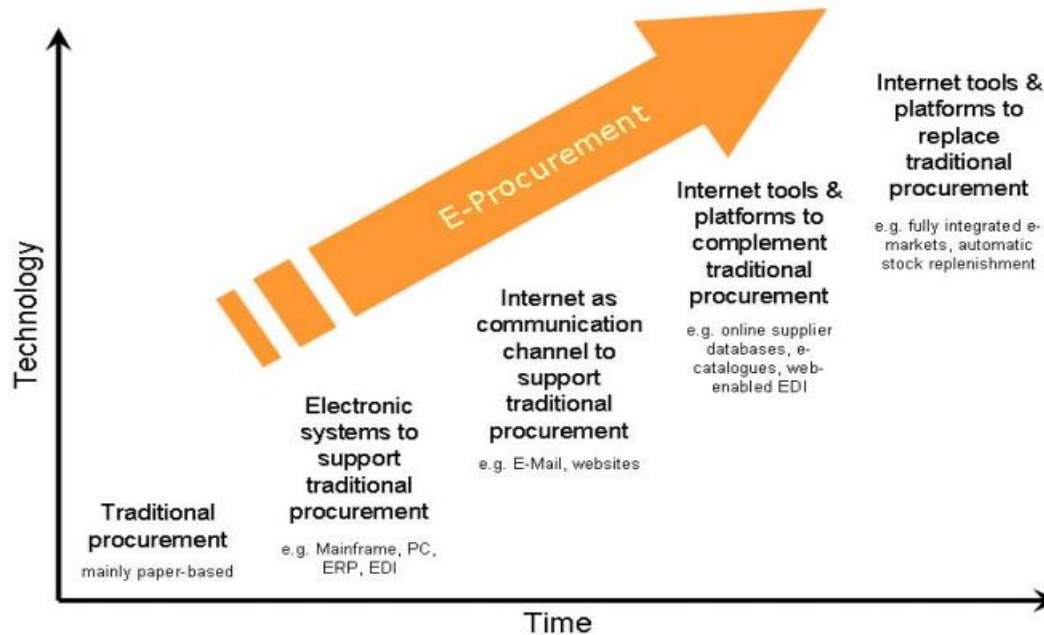 Technology
E-Procurement
Traditional
procurement
mainly paper-based
Electronic
systems to
support
traditional
procurement
e.g. Mainframe, PC,
ERP, EDI
Internet as
communication
channel to
support
traditional
procurement
e.g. E-Mail, websites
Internet tools &
platforms to
complement
traditional
procurement
e.g. online supplier
databases, e-
catalogues, web-
enabled EDI
Internet tools &
platforms to
replace
traditional
procurement
e.g. fully integrated e-
markets, automatic
stock replenishment
Time